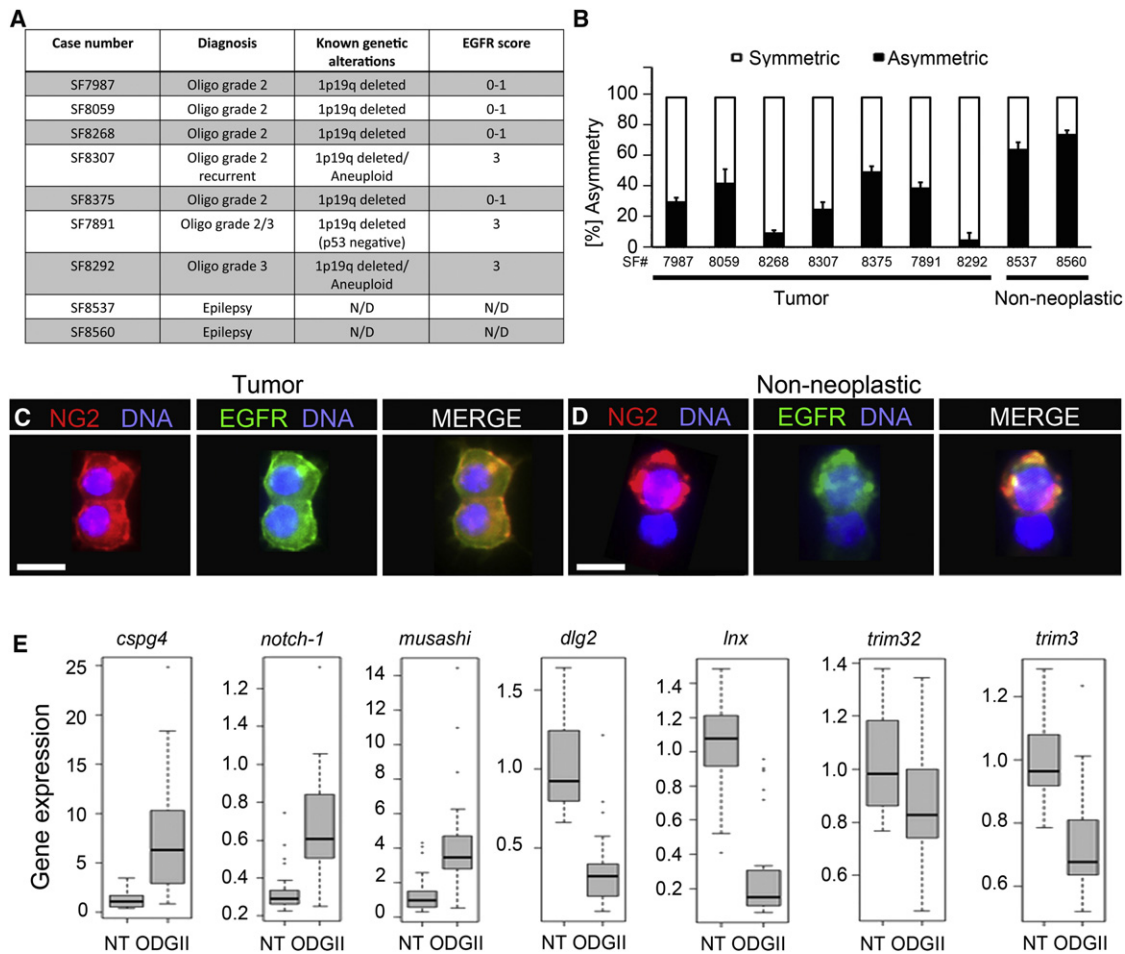 A
Case number Diagnosis Known genetic EGFR score
alterations
SF7987 Oligo grade 2 1p19q deleted 0-1
SF8059 Oligo grade 2 1p19q deleted 0-1
SF8268 Oligo grade 2 1p19q deleted 0-1
SF8307 Oligo grade 2 1p19q deleted/ 3
recurrent Aneuploid
SF8375 Oligo grade 2 1p19q deleted 0-1
SF7891 Oligo grade 2/3 1p19q deleted 3
(p53 negative)
SF8292 Oligo grade 3 1p19q deleted/ 3
Aneuploid
SF8537 Epilepsy N/D N/D
SF8560 Epilepsy N/D N/D
B
Symmetric Asymmetric
[%] Asymmetry
100
80
60
40
20
0
SF# 7987 8059 8268 8307 8375 7891 8292 8537 8560
Tumor Non-neoplastic
Tumor Non-neoplastic
C NG2 DNA EGFR DNA MERGE D NG2 DNA EGFR DNA MERGE
E
cspg4 notch-1 musashi dlg2 lnx trim32 trim3
Gene expression
25
20
15
10
5
0
NT ODGII
1.2
1.4
1.2
0.8
0.6
0.4
0.2
NT ODGII
14
12
14
8
6
4
2
0
NT ODGII
1.5
1.0
0.5
NT ODGII
1.4
1.2
1.0
0.8
0.6
0.4
0.2
NT ODGII
1.4
1.2
1.0
0.8
0.6
NT ODGII
1.2
1.0
0.8
0.6
NT ODGII